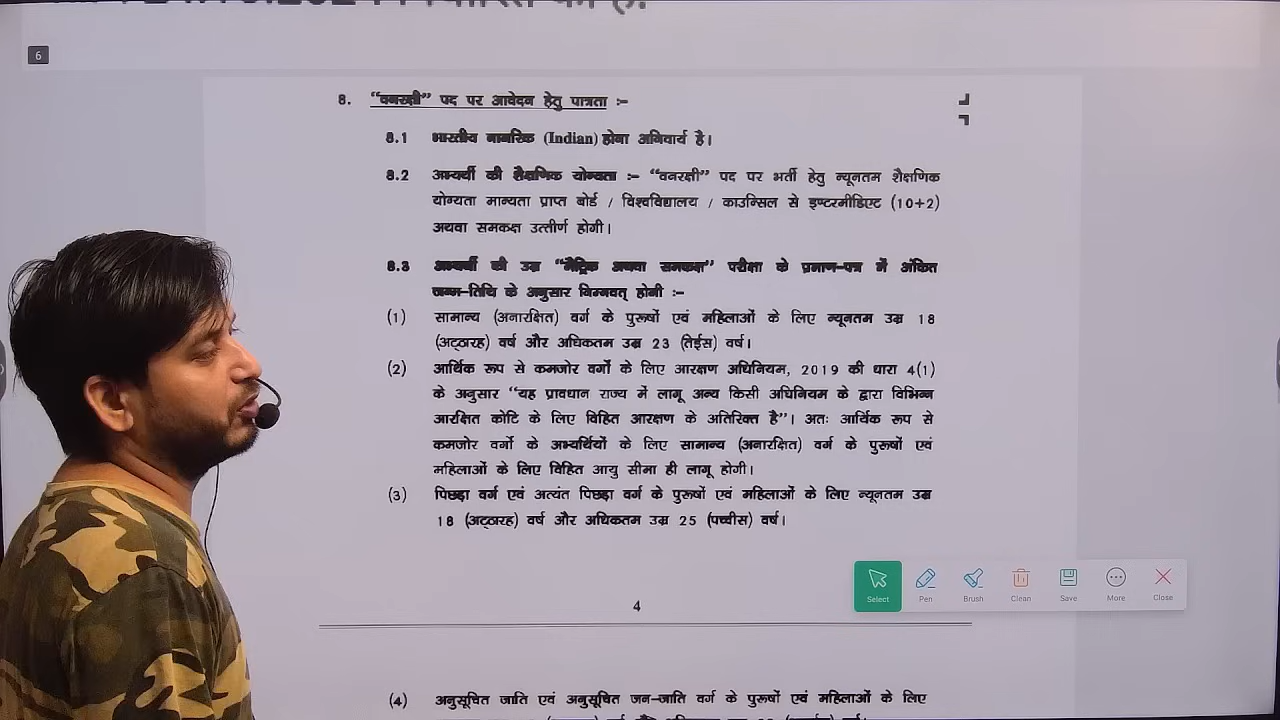 6
8. “वनरक्षी” पद पर आवेदन हेतु पात्रता :–
8.1 भारतीय नागरिक (Indian) होना अनिवार्य है।
8.2 अभ्यर्थी की शैक्षणिक योग्यता :– “वनरक्षी” पद पर भर्ती हेतु न्यूनतम शैक्षणिक
योग्यता मान्यता प्राप्त बोर्ड / विश्वविद्यालय / काउन्सिल से इण्टरमीडिएट (10+2)
अथवा समकक्ष उत्तीर्ण होगी।
8.3 अभ्यर्थी की उम्र “मैट्रिक अथवा समकक्ष” परीक्षा के प्रमाण–पत्र में अंकित
जन्म–तिथि के अनुसार निम्नवत् होगी :–
(1) सामान्य (अनारक्षित) वर्ग के पुरूषों एवं महिलाओं के लिए न्यूनतम उम्र 18
(अट्ठारह) वर्ष और अधिकतम उम्र 23 (तेईस) वर्ष।
(2) आर्थिक रूप से कमजोर वर्गों के लिए आरक्षण अधिनियम, 2019 की धारा 4(1)
के अनुसार “यह प्रावधान राज्य में लागू अन्य किसी अधिनियम के द्वारा विभिन्न
आरक्षित कोटि के लिए विहित आरक्षण के अतिरिक्त है”। अतः आर्थिक रूप से
कमजोर वर्गो के अभ्यर्थियों के लिए सामान्य (अनारक्षित) वर्ग के पुरूषों एवं
महिलाओं के लिए विहित आयु सीमा ही लागू होगी।
(3) पिछड़ा वर्ग एवं अत्यंत पिछड़ा वर्ग के पुरूषों एवं महिलाओं के लिए न्यूनतम उम्र
18 (अट्ठारह) वर्ष और अधिकतम उम्र 25 (पच्चीस) वर्ष।
Select Pen Brush Clean Save More Close
4
(4) अनुसूचित जाति एवं अनुसूचित जन–जाति वर्ग के पुरूषों एवं महिलाओं के लिए